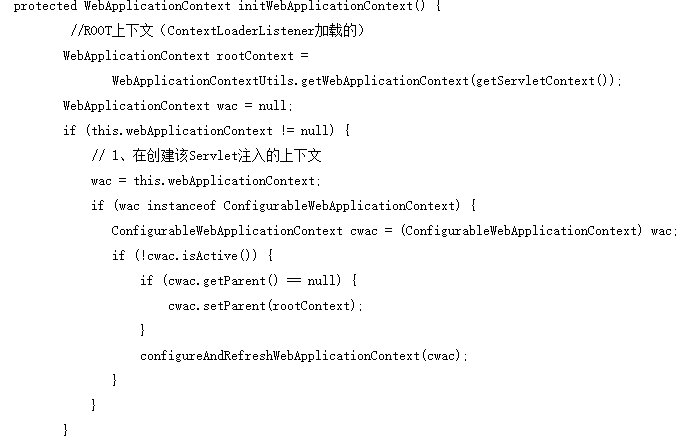 protected WebApplicationContext initWebApplicationContext() {
//ROOT上下文（ContextLoaderListener加载的）
WebApplicationContext rootContext =
WebApplicationContextUtils.getWebApplicationContext(getServletContext());
WebApplicationContext wac = null;
if (this.webApplicationContext != null) {
// 1、在创建该Servlet注入的上下文
wac = this.webApplicationContext;
if (wac instanceof ConfigurableWebApplicationContext) {
ConfigurableWebApplicationContext cwac = (ConfigurableWebApplicationContext) wac;
if (!cwac.isActive()) {
if (cwac.getParent() == null) {
cwac.setParent(rootContext);
}
configureAndRefreshWebApplicationContext(cwac);
}
}
}